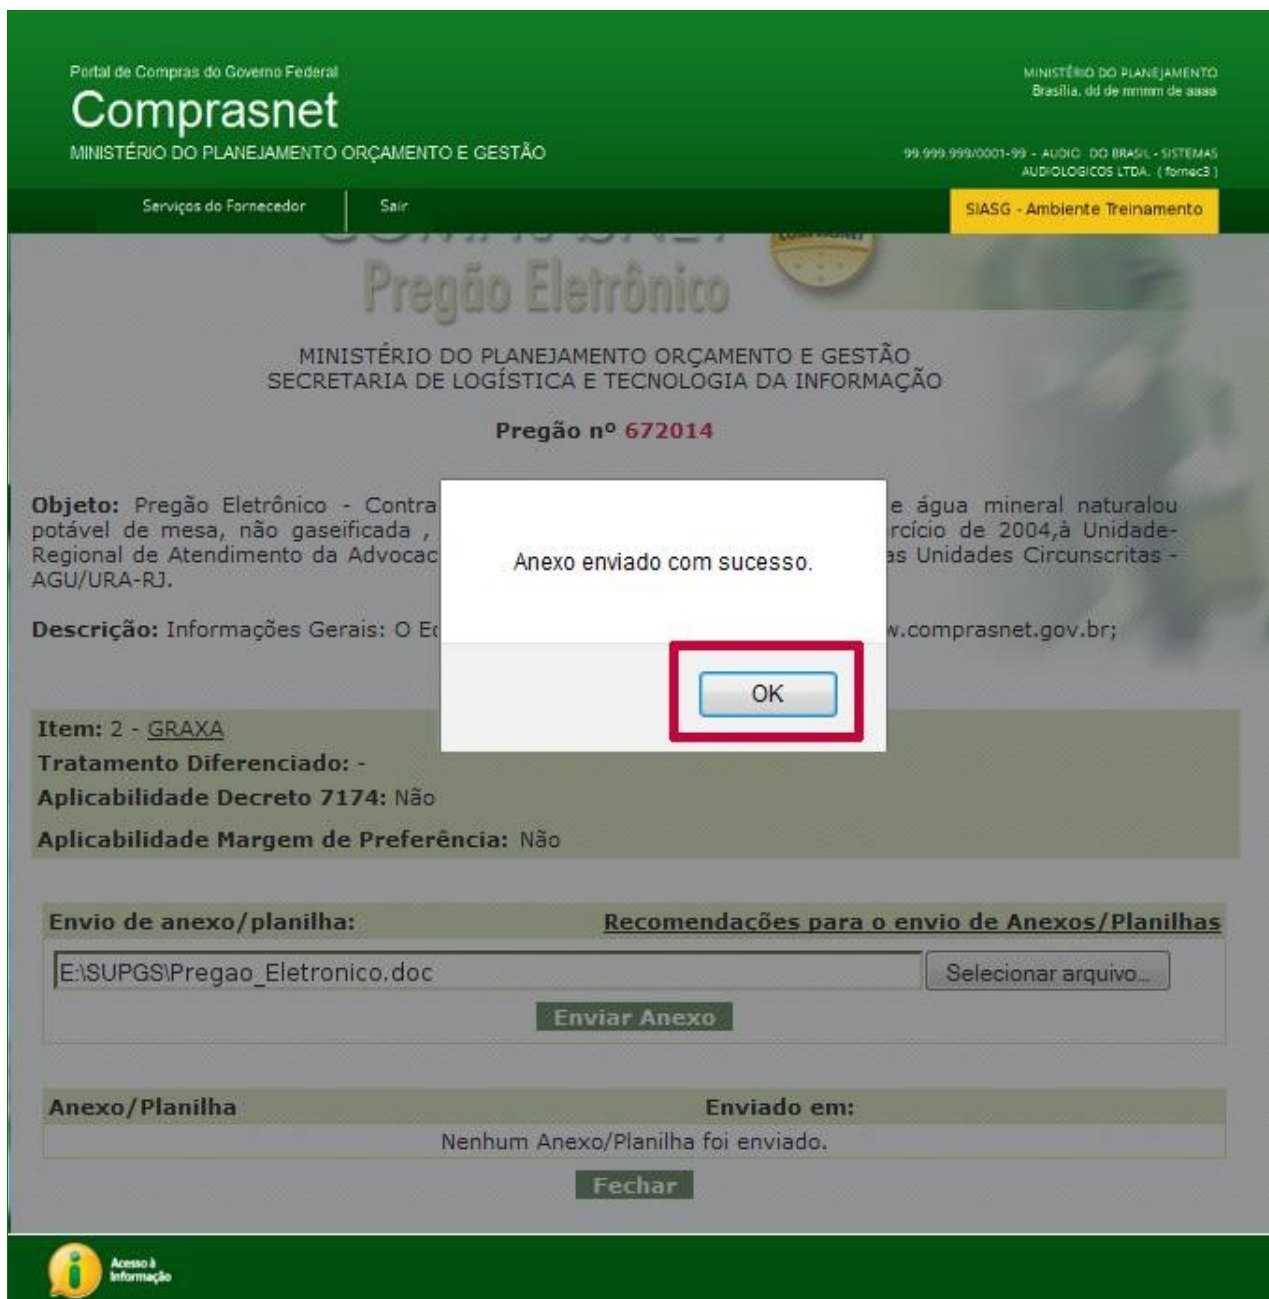 Portal de Compras do Governo Federal
Comprasnet
MINISTÉRIO DO PLANEJAMENTO ORÇAMENTO E GESTÃO
MINISTÉRIO DO PLANEJAMENTO
Brasília, dd de mmmm de aaaa
99.999.999/0001-99 - AUDIO DO BRASIL - SISTEMAS
AUDIOLOGICOS LTDA. ( fornec3 )
Serviços do Fornecedor
Sair
SIASG - Ambiente Treinamento
Pregão Eletrônico
MINISTÉRIO DO PLANEJAMENTO ORÇAMENTO E GESTÃO
SECRETARIA DE LOGÍSTICA E TECNOLOGIA DA INFORMAÇÃO
Pregão nº 672014
Objeto: Pregão Eletrônico - Contra e água mineral naturalou
potável de mesa, não gaseificada , rcício de 2004,à Unidade-
Regional de Atendimento da Advocac as Unidades Circunscritas -
AGU/URA-RJ.
Descrição: Informações Gerais: O Ed w.comprasnet.gov.br;
Anexo enviado com sucesso.
OK
Item: 2 - GRAXA
Tratamento Diferenciado: -
Aplicabilidade Decreto 7174: Não
Aplicabilidade Margem de Preferência: Não
Envio de anexo/planilha: Recomendações para o envio de Anexos/Planilhas
E:\SUPGS\Pregao_Eletronico.doc Selecionar arquivo...
Enviar Anexo
Anexo/Planilha Enviado em:
Nenhum Anexo/Planilha foi enviado.
Fechar
Acesso à
Informação